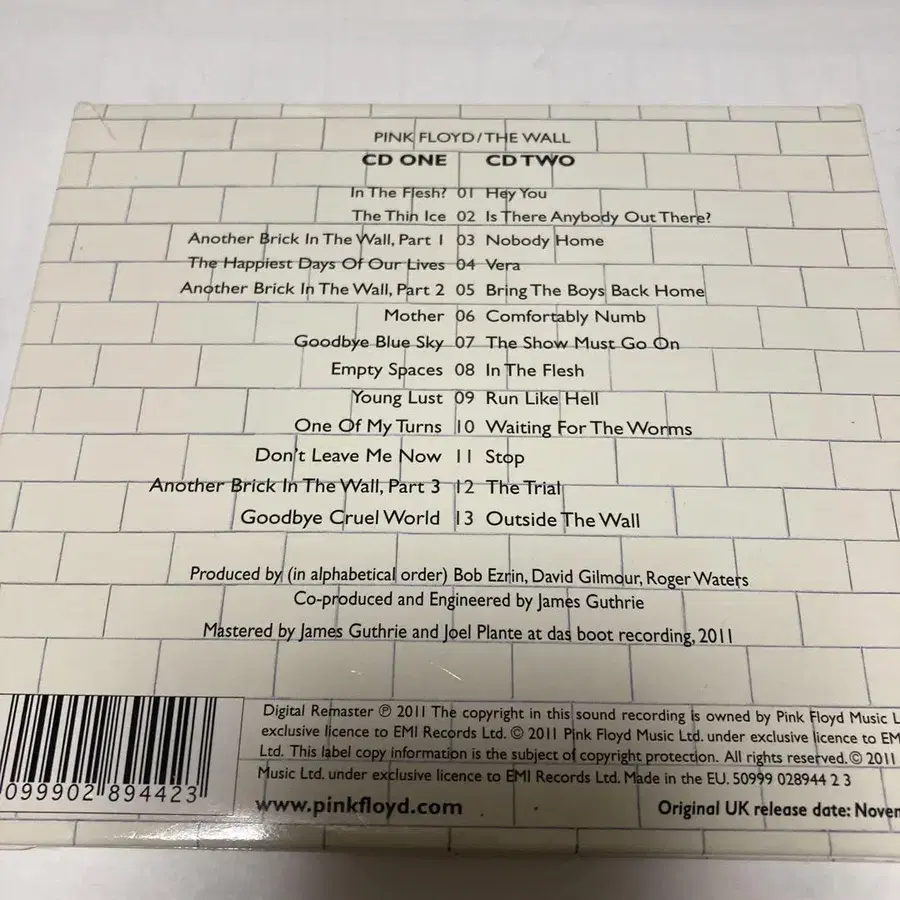 PINK FLOYD/THE WALL
CD ONE CD TWO
In The Flesh? 01 Hey You
The Thin Ice 02 Is There Anybody Out There?
Another Brick In The Wall, Part 1 03 Nobody Home
The Happiest Days Of Our Lives 04 Vera
Another Brick In The Wall, Part 2 05 Bring The Boys Back Home
Mother 06 Comfortably Numb
Goodbye Blue Sky 07 The Show Must Go On
Empty Spaces 08 In The Flesh
Young Lust 09 Run Like Hell
One Of My Turns 10 Waiting For The Worms
Don't Leave Me Now 11 Stop
Another Brick In The Wall, Part 3 12 The Trial
Goodbye Cruel World 13 Outside The Wall
Produced by (in alphabetical order) Bob Ezrin, David Gilmour, Roger Waters
Co-produced and Engineered by James Guthrie
Mastered by James Guthrie and Joel Plante at das boot recording, 2011
Digital Remaster ℗ 2011 The copyright in this sound recording is owned by Pink Floyd Music L
exclusive licence to EMI Records Ltd. © 2011 Pink Floyd Music Ltd. under exclusive licence to EM
Ltd. This label copy information is the subject of copyright protection. All rights reserved. © 2011
Music Ltd. under exclusive licence to EMI Records Ltd. Made in the EU. 50999 028944 2 3
099902 894423
www.pinkfloyd.com
Original UK release date: Novem